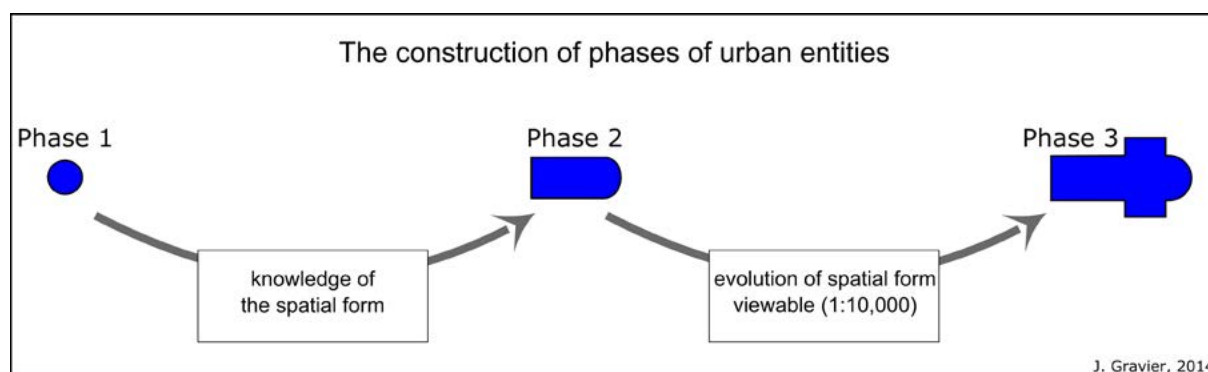 The construction of phases of urban entities
Phase 1
Phase 2
Phase 3
knowledge of
the spatial form
evolution of spatial form
viewable (1:10,000)
J. Gravier, 2014